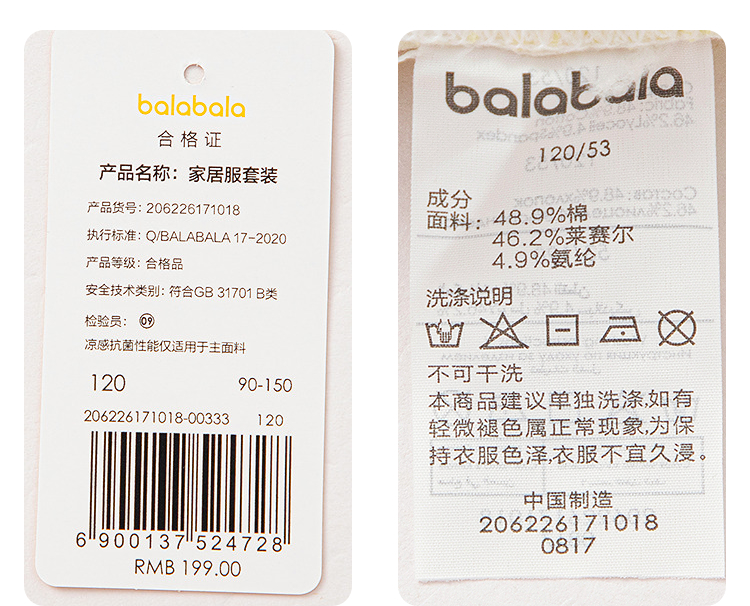 balabala
合格证
产品名称：家居服套装
产品货号：206226171018
执行标准：Q/BALABALA 17-2020
产品等级：合格品
安全技术类别：符合GB 31701 B类
检验员：09
凉感抗菌性能仅适用于主面料
120 90-150
206226171018-00333 120
6 900137 524728
RMB 199.00
balabala
120/53
成分
面料：48.9%棉
46.2%莱赛尔
4.9%氨纶
洗涤说明
不可干洗
本商品建议单独洗涤,如有
轻微褪色属正常现象,为保
持衣服色泽,衣服不宜久浸。
中国制造
206226171018
0817